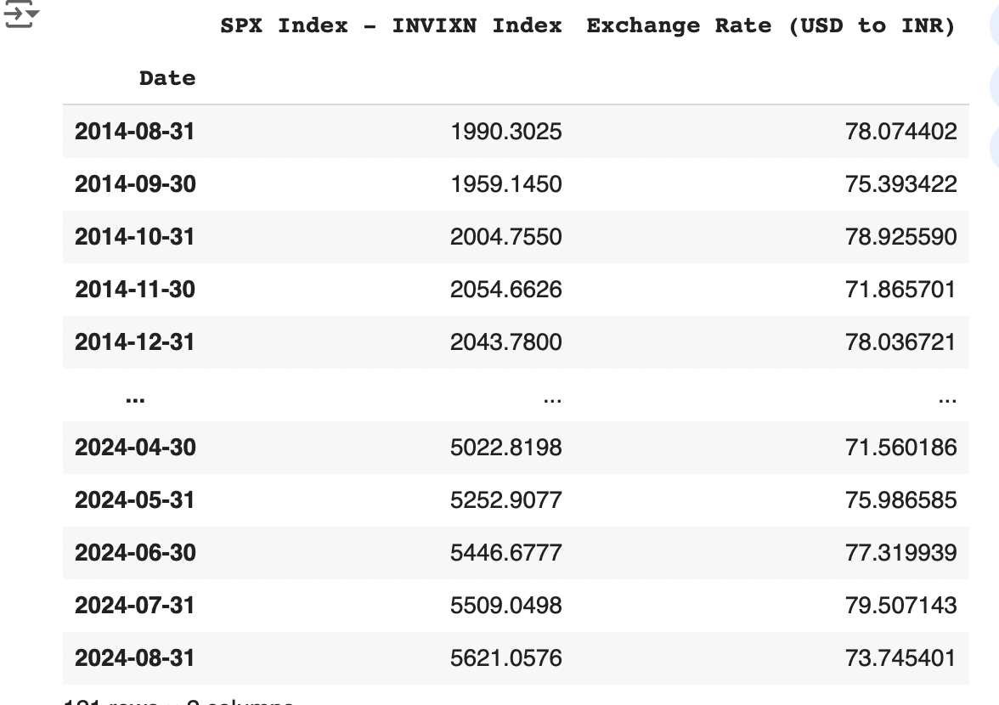 SPX Index - INVIXN Index Exchange Rate (USD to INR)
Date
2014-08-31 1990.3025 78.074402
2014-09-30 1959.1450 75.393422
2014-10-31 2004.7550 78.925590
2014-11-30 2054.6626 71.865701
2014-12-31 2043.7800 78.036721
... ... ...
2024-04-30 5022.8198 71.560186
2024-05-31 5252.9077 75.986585
2024-06-30 5446.6777 77.319939
2024-07-31 5509.0498 79.507143
2024-08-31 5621.0576 73.745401
121 rows × 2 columns